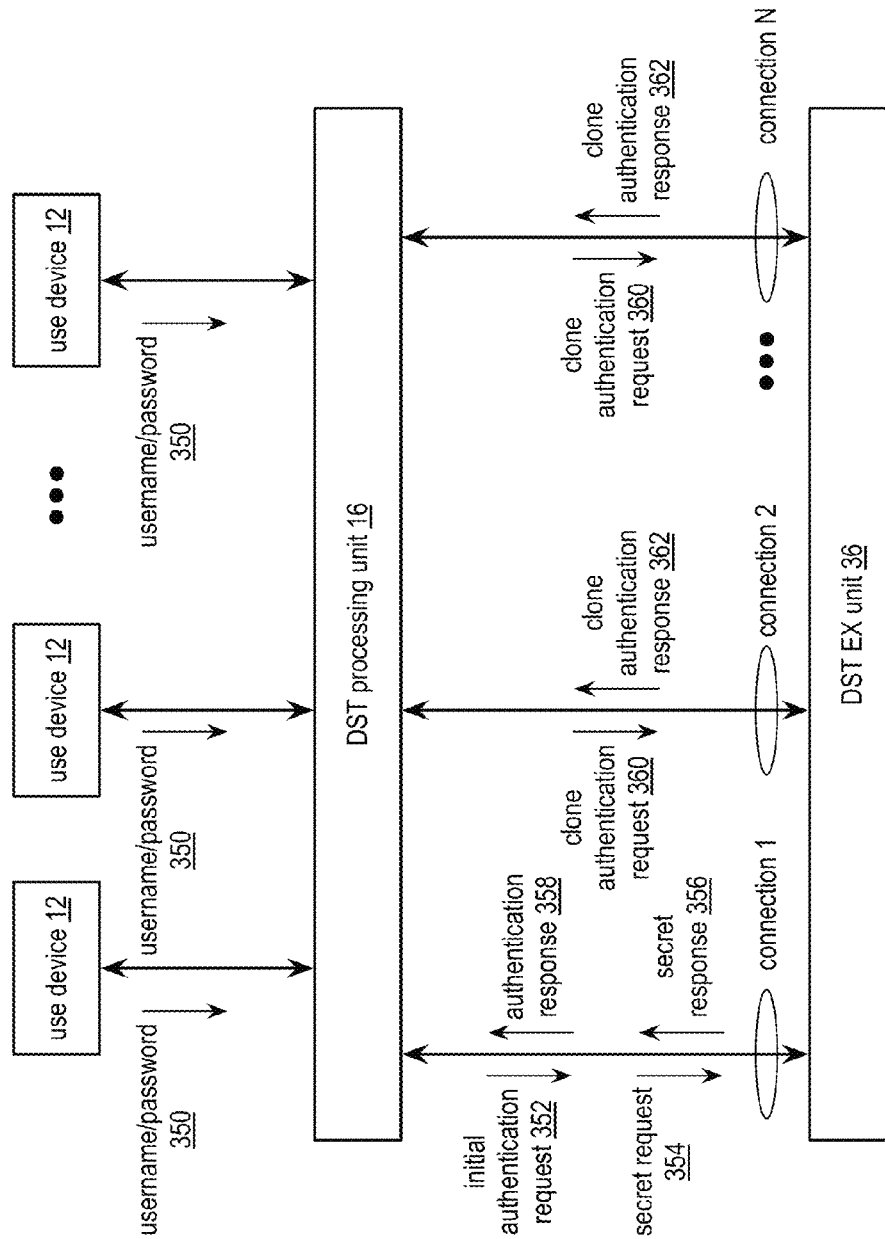 use device 12
use device 12
use device 12
username/password
350
username/password
350
username/password
350
DST processing unit 16
initial
authentication
request 352
authentication
response 358
secret request
354
secret
response 356
connection 1
clone
authentication
request 360
clone
authentication
response 362
connection 2
clone
authentication
request 360
clone
authentication
response 362
connection N
DST EX unit 36